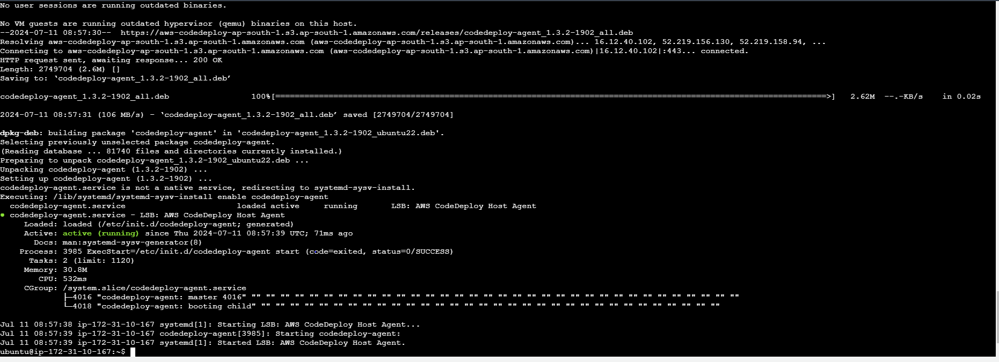 No user sessions are running outdated binaries.
No VM guests are running outdated hypervisor (qemu) binaries on this host.
--2024-07-11 08:57:30--  https://aws-codedeploy-ap-south-1.s3.ap-south-1.amazonaws.com/releases/codedeploy-agent_1.3.2-1902_all.deb
Resolving aws-codedeploy-ap-south-1.s3.ap-south-1.amazonaws.com (aws-codedeploy-ap-south-1.s3.ap-south-1.amazonaws.com)... 16.12.40.102, 52.219.156.130, 52.219.158.94, ...
Connecting to aws-codedeploy-ap-south-1.s3.ap-south-1.amazonaws.com (aws-codedeploy-ap-south-1.s3.ap-south-1.amazonaws.com)|16.12.40.102|:443... connected.
HTTP request sent, awaiting response... 200 OK
Length: 2749704 (2.6M) []
Saving to: ‘codedeploy-agent_1.3.2-1902_all.deb’
codedeploy-agent_1.3.2-1902_all.deb 100%[==================================================================================================================>] 2.62M --.-KB/s in 0.02s
2024-07-11 08:57:31 (106 MB/s) - ‘codedeploy-agent_1.3.2-1902_all.deb’ saved [2749704/2749704]
dpkg-deb: building package 'codedeploy-agent' in 'codedeploy-agent_1.3.2-1902_ubuntu22.deb'.
Selecting previously unselected package codedeploy-agent.
(Reading database ... 81740 files and directories currently installed.)
Preparing to unpack codedeploy-agent_1.3.2-1902_ubuntu22.deb ...
Unpacking codedeploy-agent (1.3.2-1902) ...
Setting up codedeploy-agent (1.3.2-1902) ...
codedeploy-agent.service is not a native service, redirecting to systemd-sysv-install.
Executing: /lib/systemd/systemd-sysv-install enable codedeploy-agent
codedeploy-agent.service loaded active running LSB: AWS CodeDeploy Host Agent
● codedeploy-agent.service - LSB: AWS CodeDeploy Host Agent
Loaded: loaded (/etc/init.d/codedeploy-agent; generated)
Active: active (running) since Thu 2024-07-11 08:57:39 UTC; 71ms ago
Docs: man:systemd-sysv-generator(8)
Process: 3985 ExecStart=/etc/init.d/codedeploy-agent start (code=exited, status=0/SUCCESS)
Tasks: 2 (limit: 1120)
Memory: 30.8M
CPU: 532ms
CGroup: /system.slice/codedeploy-agent.service
├─4016 "codedeploy-agent: master 4016" "" "" "" "" "" "" "" "" "" "" "" "" "" "" "" "" "" "" "" "" "" "" "" "" "" "" "" "" "" "" "" "" "" ""
└─4018 "codedeploy-agent: booting child" "" "" "" "" "" "" "" "" "" "" "" "" "" "" "" "" "" "" "" "" "" "" "" "" "" "" "" "" "" "" "" ""
Jul 11 08:57:38 ip-172-31-10-167 systemd[1]: Starting LSB: AWS CodeDeploy Host Agent...
Jul 11 08:57:39 ip-172-31-10-167 codedeploy-agent[3985]: Starting codedeploy-agent:
Jul 11 08:57:39 ip-172-31-10-167 systemd[1]: Started LSB: AWS CodeDeploy Host Agent.
ubuntu@ip-172-31-10-167:~$